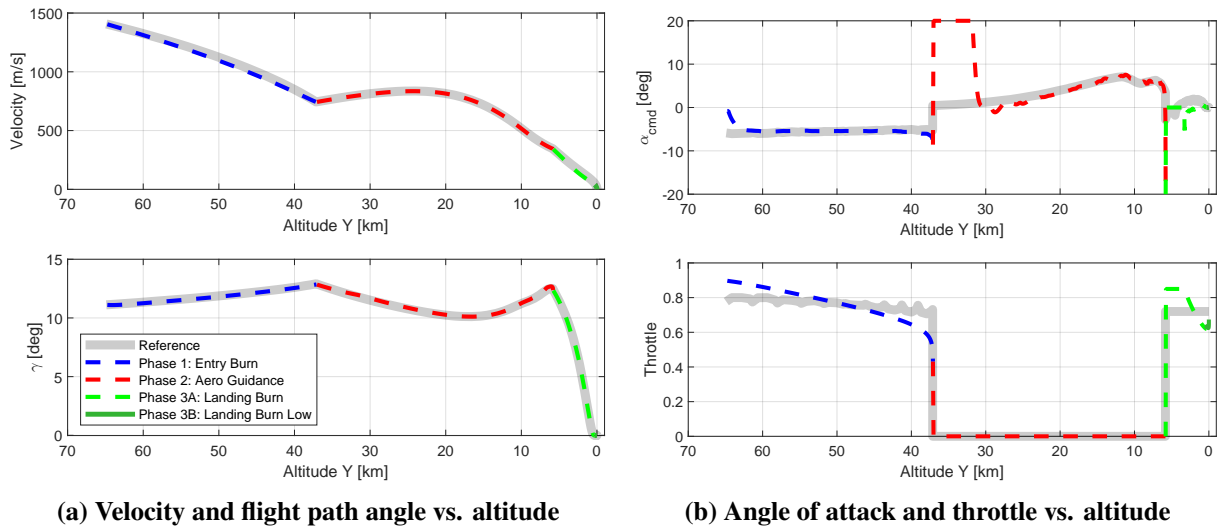 1500
1000
500
0
Velocity [m/s]
70 60 50 40 30 20 10 0
Altitude Y [km]
15
10
5
0
γ [deg]
Reference
Phase 1: Entry Burn
Phase 2: Aero Guidance
Phase 3A: Landing Burn
Phase 3B: Landing Burn Low
70 60 50 40 30 20 10 0
Altitude Y [km]
(a) Velocity and flight path angle vs. altitude
20
10
0
-10
-20
α_cmd [deg]
70 60 50 40 30 20 10 0
Altitude Y [km]
1
0.8
0.6
0.4
0.2
0
Throttle
70 60 50 40 30 20 10 0
Altitude Y [km]
(b) Angle of attack and throttle vs. altitude